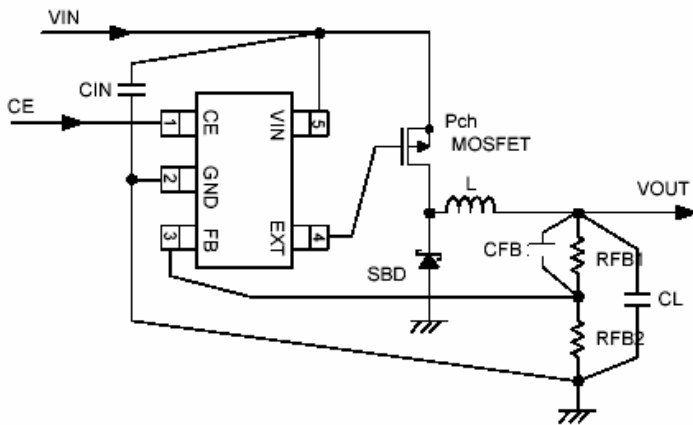 VIN
CIN
CE
1
CE
VIN
5
2
GND
3
FB
EXT
4
Pch
MOSFET
L
VOUT
SBD
CFB
RFB1
CL
RFB2